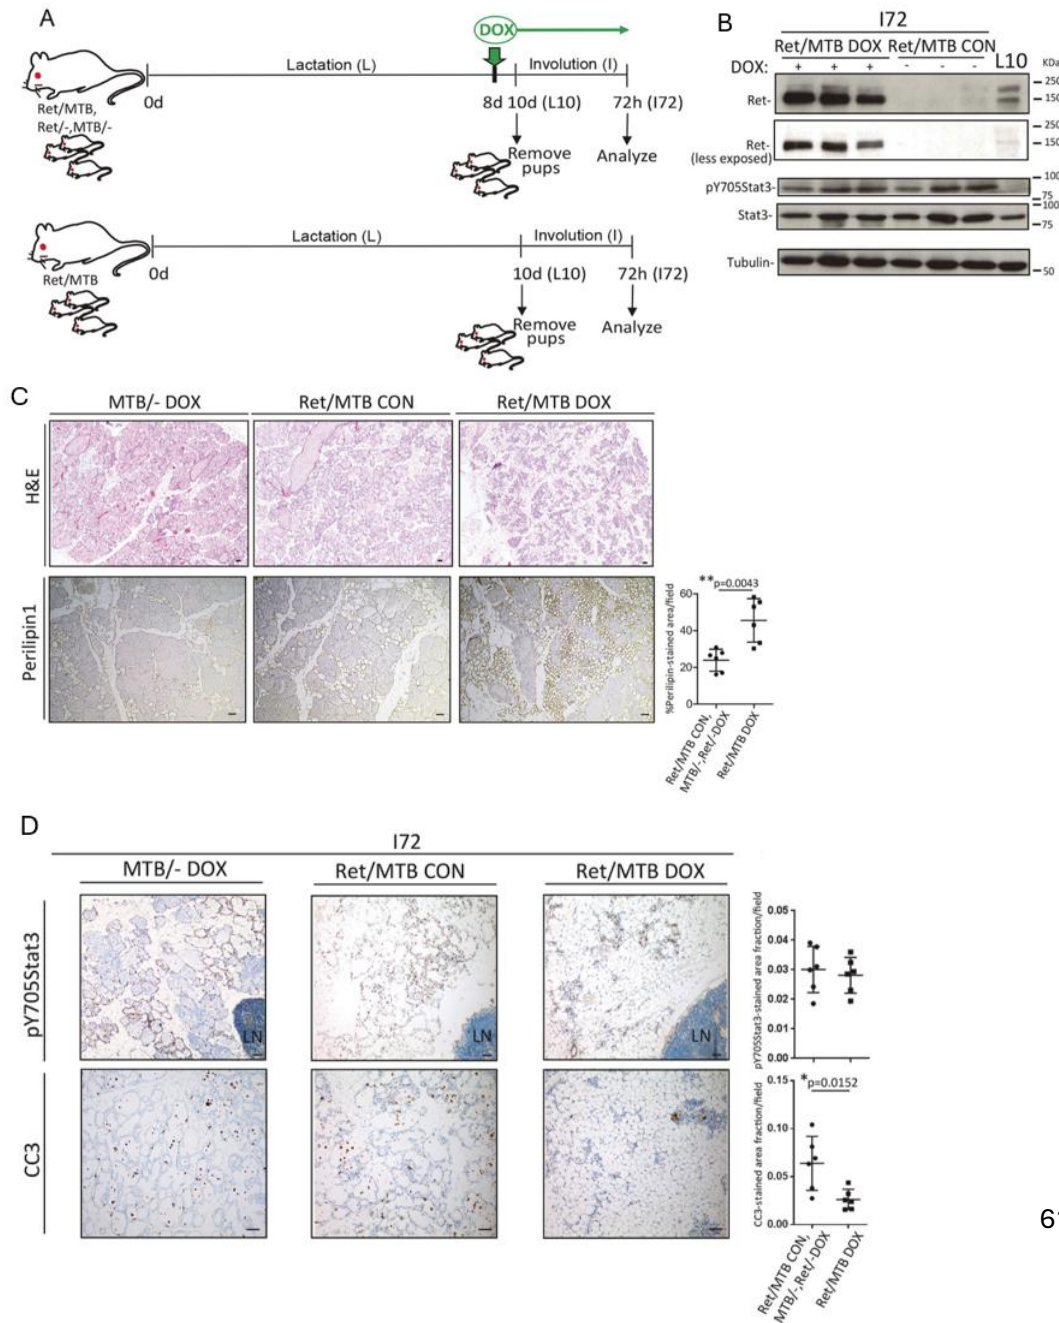 A
DOX
Lactation (L)
Involution (I)
0d
8d 10d (L10)
72h (I72)
Ret/MTB,
Ret/-,MTB/-
Remove
pups
Analyze
Lactation (L)
Involution (I)
0d
10d (L10)
72h (I72)
Ret/MTB
Remove
pups
Analyze
B
I72
Ret/MTB DOX Ret/MTB CON
L10
DOX: + + + - - -
KDa
Ret-
250
150
Ret-
(less exposed)
250
150
pY705Stat3-
100
75
Stat3-
100
75
Tubulin-
50
C
MTB/- DOX
Ret/MTB CON
Ret/MTB DOX
H&E
Perilipin1
**p=0.0043
%Perilipin-stained area/field
60
40
20
0
Ret/MTB CON,
MTB/-,Ret/-DOX
Ret/MTB DOX
D
I72
MTB/- DOX
Ret/MTB CON
Ret/MTB DOX
pY705Stat3
LN
LN
LN
pY705Stat3-stained area fraction/field
0.05
0.04
0.03
0.02
0.01
0.00
CC3
*p=0.0152
CC3-stained area fraction/field
0.15
0.10
0.05
0.00
Ret/MTB CON,
MTB/-,Ret/-DOX
Ret/MTB DOX